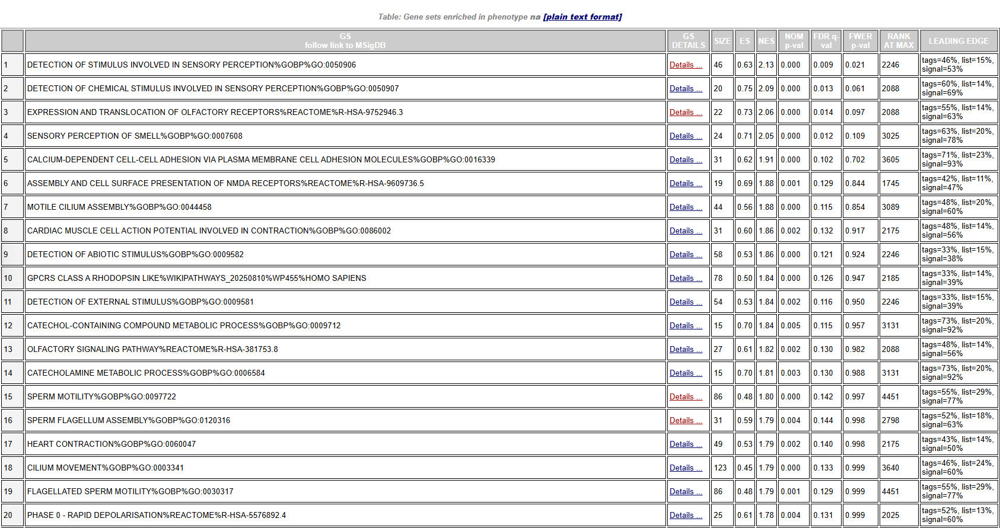 Table: Gene sets enriched in phenotype na [plain text format]
GS follow link to MSigDB GS DETAILS SIZE ES NES NOM p-val FDR q-val FWER p-val RANK AT MAX LEADING EDGE
1 DETECTION OF STIMULUS INVOLVED IN SENSORY PERCEPTION%GOBP%GO:0050906 Details ... 46 0.63 2.13 0.000 0.009 0.021 2246 tags=46%, list=15%, signal=53%
2 DETECTION OF CHEMICAL STIMULUS INVOLVED IN SENSORY PERCEPTION%GOBP%GO:0050907 Details ... 20 0.75 2.09 0.000 0.013 0.061 2088 tags=60%, list=14%, signal=69%
3 EXPRESSION AND TRANSLOCATION OF OLFACTORY RECEPTORS%REACTOME%R-HSA-9752946.3 Details ... 22 0.73 2.06 0.000 0.014 0.097 2088 tags=55%, list=14%, signal=63%
4 SENSORY PERCEPTION OF SMELL%GOBP%GO:0007608 Details ... 24 0.71 2.05 0.000 0.012 0.109 3025 tags=63%, list=20%, signal=78%
5 CALCIUM-DEPENDENT CELL-CELL ADHESION VIA PLASMA MEMBRANE CELL ADHESION MOLECULES%GOBP%GO:0016339 Details ... 31 0.62 1.91 0.000 0.102 0.702 3605 tags=71%, list=23%, signal=93%
6 ASSEMBLY AND CELL SURFACE PRESENTATION OF NMDA RECEPTORS%REACTOME%R-HSA-9609736.5 Details ... 19 0.69 1.88 0.001 0.129 0.844 1745 tags=42%, list=11%, signal=47%
7 MOTILE CILIUM ASSEMBLY%GOBP%GO:0044458 Details ... 44 0.56 1.88 0.000 0.115 0.854 3089 tags=48%, list=20%, signal=60%
8 CARDIAC MUSCLE CELL ACTION POTENTIAL INVOLVED IN CONTRACTION%GOBP%GO:0086002 Details ... 31 0.60 1.86 0.002 0.132 0.917 2175 tags=48%, list=14%, signal=56%
9 DETECTION OF ABIOTIC STIMULUS%GOBP%GO:0009582 Details ... 58 0.53 1.86 0.000 0.121 0.924 2246 tags=33%, list=15%, signal=38%
10 GPCRS CLASS A RHODOPSIN LIKE%WIKIPATHWAYS_20250810%WP455%HOMO SAPIENS Details ... 78 0.50 1.84 0.000 0.126 0.947 2185 tags=33%, list=14%, signal=39%
11 DETECTION OF EXTERNAL STIMULUS%GOBP%GO:0009581 Details ... 54 0.53 1.84 0.002 0.116 0.950 2246 tags=33%, list=15%, signal=39%
12 CATECHOL-CONTAINING COMPOUND METABOLIC PROCESS%GOBP%GO:0009712 Details ... 15 0.70 1.84 0.005 0.115 0.957 3131 tags=73%, list=20%, signal=92%
13 OLFACTORY SIGNALING PATHWAY%REACTOME%R-HSA-381753.8 Details ... 27 0.61 1.82 0.002 0.130 0.982 2088 tags=48%, list=14%, signal=56%
14 CATECHOLAMINE METABOLIC PROCESS%GOBP%GO:0006584 Details ... 15 0.70 1.81 0.003 0.130 0.988 3131 tags=73%, list=20%, signal=92%
15 SPERM MOTILITY%GOBP%GO:0097722 Details ... 86 0.48 1.80 0.000 0.142 0.997 4451 tags=55%, list=29%, signal=77%
16 SPERM FLAGELLUM ASSEMBLY%GOBP%GO:0120316 Details ... 31 0.59 1.79 0.004 0.144 0.998 2798 tags=52%, list=18%, signal=63%
17 HEART CONTRACTION%GOBP%GO:0060047 Details ... 49 0.53 1.79 0.002 0.140 0.998 2175 tags=43%, list=14%, signal=50%
18 CILIUM MOVEMENT%GOBP%GO:0003341 Details ... 123 0.45 1.79 0.000 0.133 0.999 3640 tags=46%, list=24%, signal=60%
19 FLAGELLATED SPERM MOTILITY%GOBP%GO:0030317 Details ... 86 0.48 1.79 0.001 0.129 0.999 4451 tags=55%, list=29%, signal=77%
20 PHASE 0 - RAPID DEPOLARISATION%REACTOME%R-HSA-5576892.4 Details ... 25 0.61 1.78 0.004 0.131 0.999 2025 tags=52%, list=13%, signal=60%